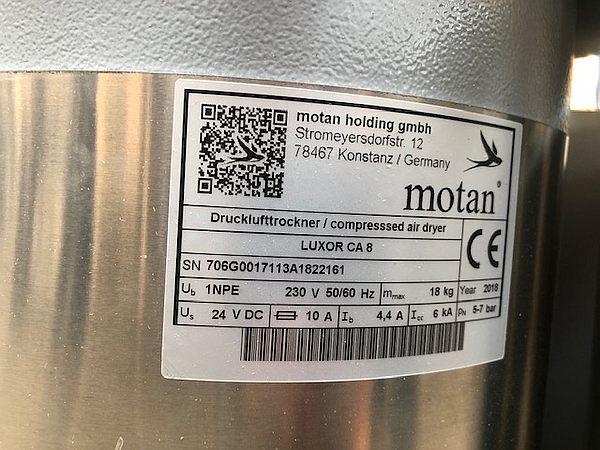 motan holding gmbh
Stromeyersdorfstr. 12
78467 Konstanz / Germany
motan®
Drucklufttrockner / compresssed air dryer
LUXOR CA 8
CE
SN 706G0017113A1822161
Ub 1NPE 230 V 50/60 Hz mmax 18 kg Year 2018
Us 24 V DC 10 A Ib 4,4 A Icc 6 kA PN 5-7 bar